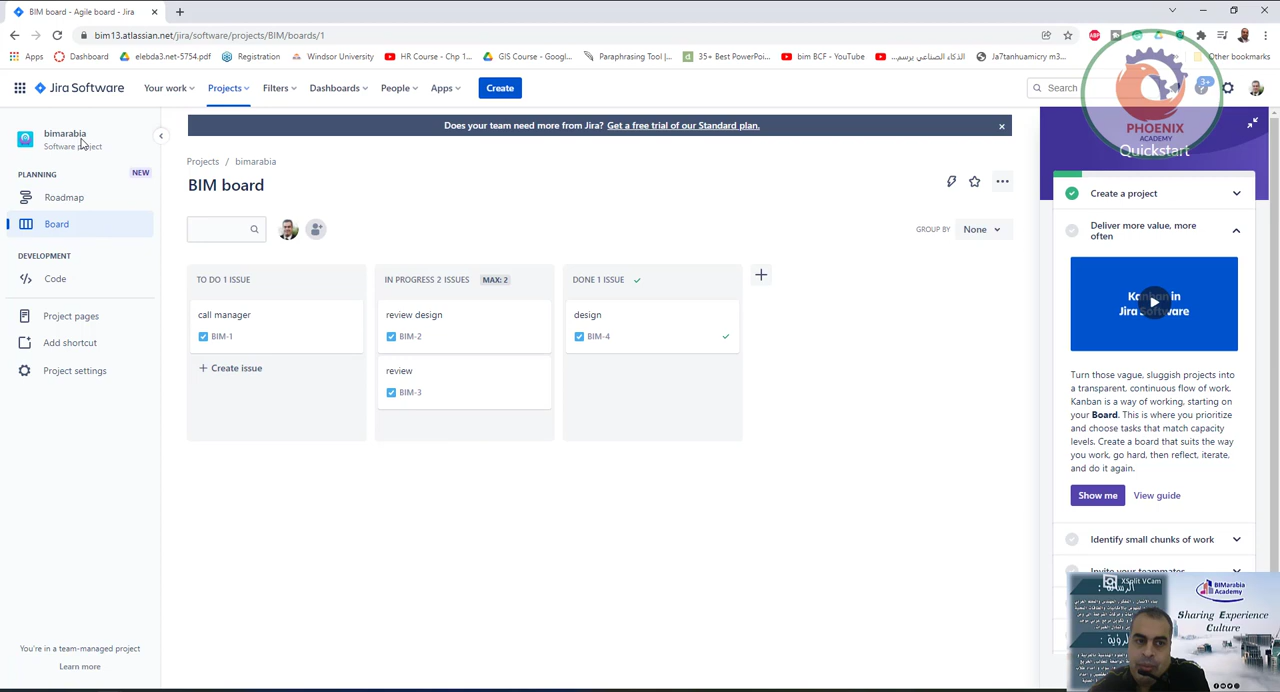 BIM board - Agile board - Jira
bim13.atlassian.net/jira/software/projects/BIM/boards/1
Apps
Dashboard
elebda3.net-5754.pdf
Registration
Windsor University
HR Course - Chp 1...
GIS.Course - Googl...
Paraphrasing Tool |...
35+ Best PowerPoi...
bim BCF - YouTube
الذكاء الصناعي يرسم...
Ja7tanhuamicry m3...
Other bookmarks
Jira Software
Your work
Projects
Filters
Dashboards
People
Apps
Create
Search
3+
PHOENIX
ACADEMY
bimarabia
Software project
PLANNING
NEW
Roadmap
Board
DEVELOPMENT
Code
Project pages
Add shortcut
Project settings
You're in a team-managed project
Learn more
Does your team need more from Jira? Get a free trial of our Standard plan.
Projects / bimarabia
BIM board
GROUP BY
None
TO DO 1 ISSUE
call manager
BIM-1
+ Create issue
IN PROGRESS 2 ISSUES
MAX: 2
review design
BIM-2
review
BIM-3
DONE 1 ISSUE
design
BIM-4
Quickstart
Create a project
Deliver more value, more
often
Kanban in
Jira Software
Turn those vague, sluggish projects into
a transparent, continuous flow of work.
Kanban is a way of working, starting on
your Board. This is where you prioritize
and choose tasks that match capacity
levels. Create a board that suits the way
you work, go hard, then reflect, iterate,
and do it again.
Show me
View guide
Identify small chunks of work
Invite your teammates
XSplit VCam
الرسالة :
الرؤية :
BIMarabia
Academy
Sharing Experience
Culture